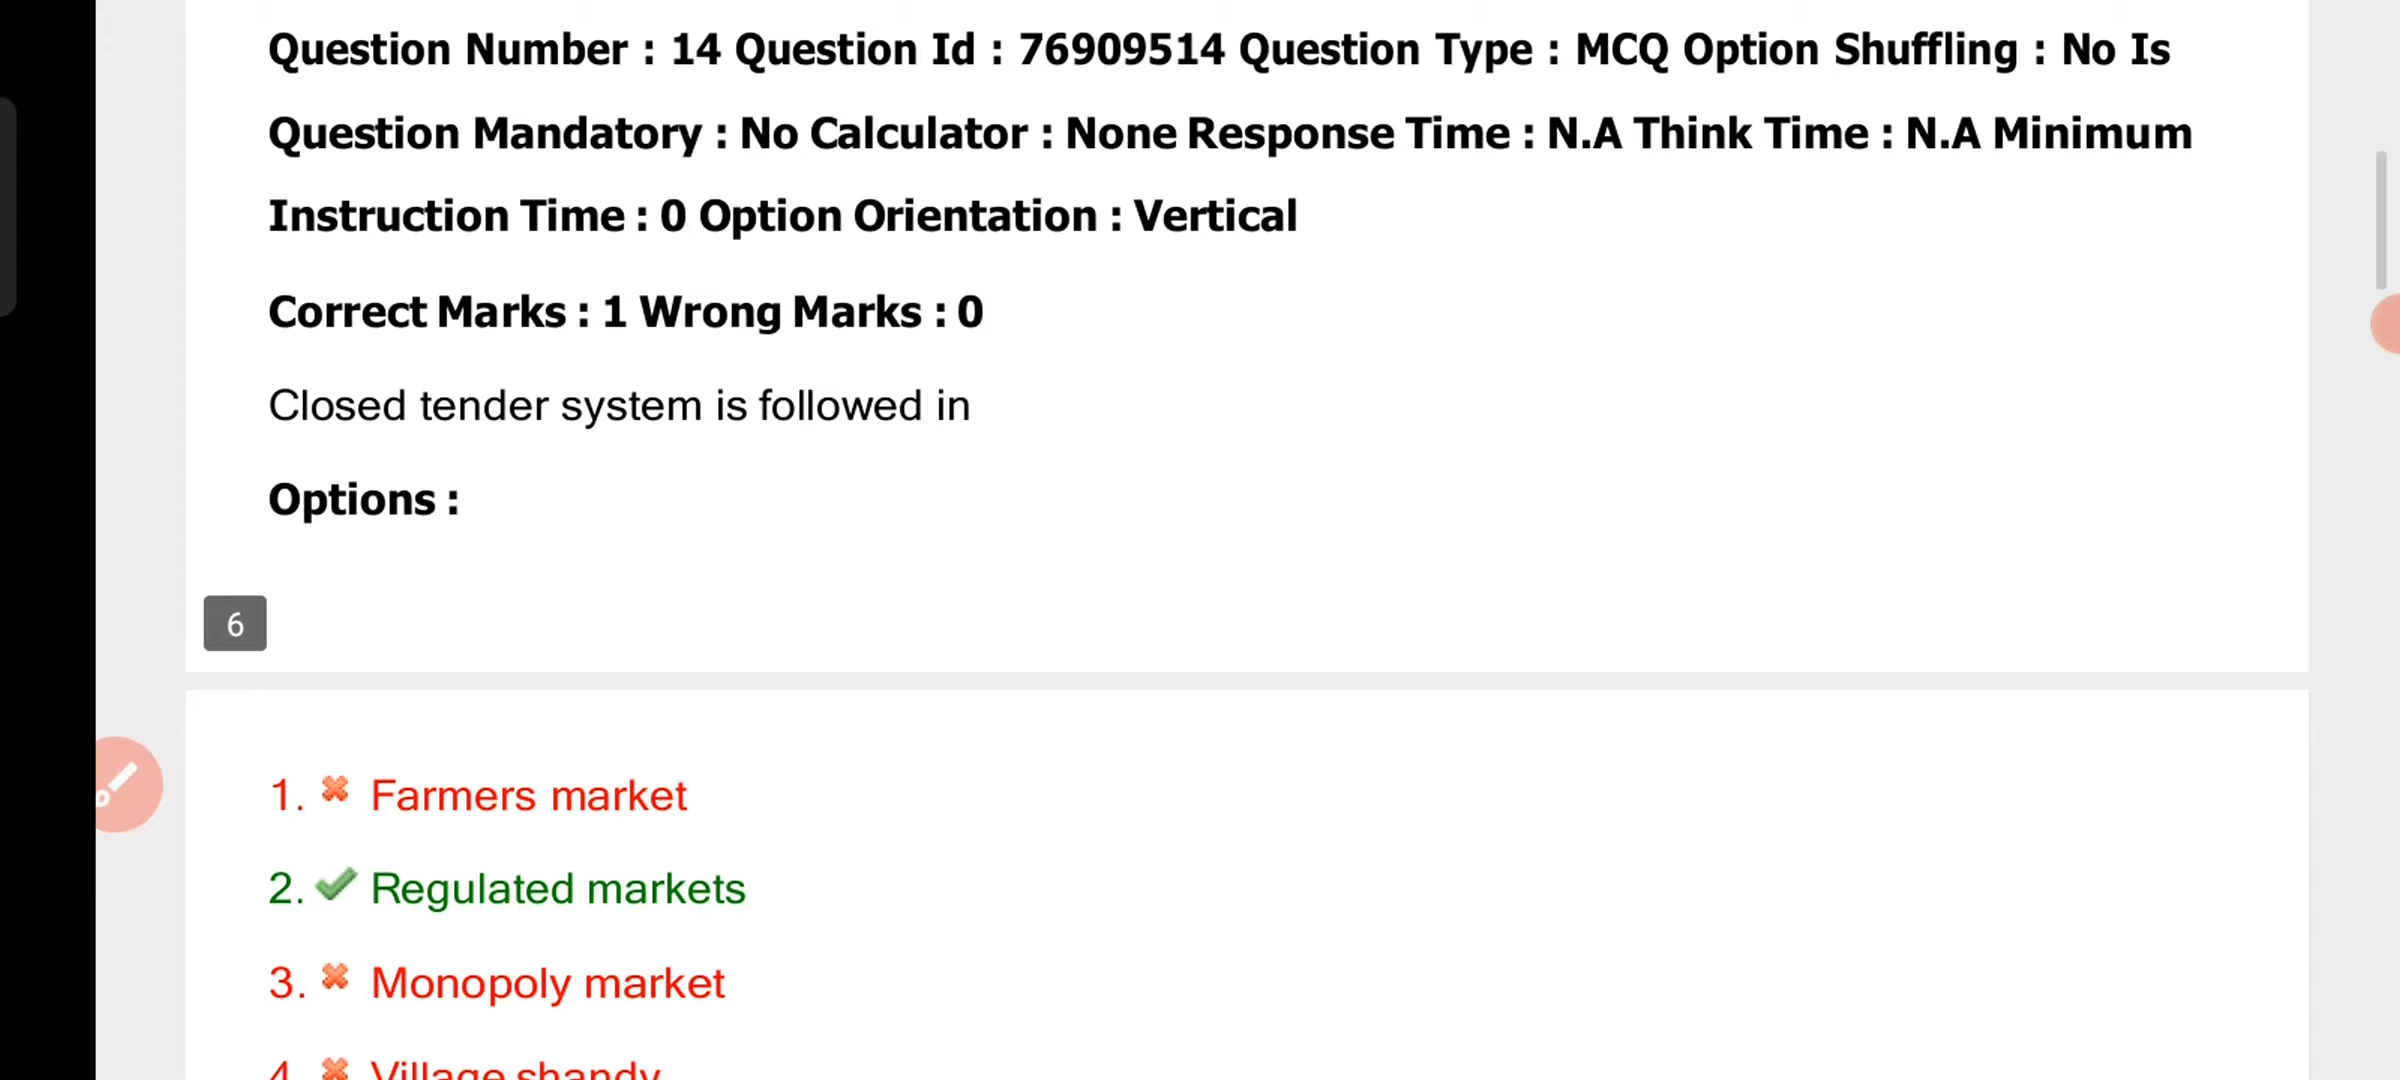 Question Number : 14 Question Id : 76909514 Question Type : MCQ Option Shuffling : No Is
Question Mandatory : No Calculator : None Response Time : N.A Think Time : N.A Minimum
Instruction Time : 0 Option Orientation : Vertical
Correct Marks : 1 Wrong Marks : 0
Closed tender system is followed in
Options :
6
1. Farmers market
2. Regulated markets
3. Monopoly market
4. Village shandy